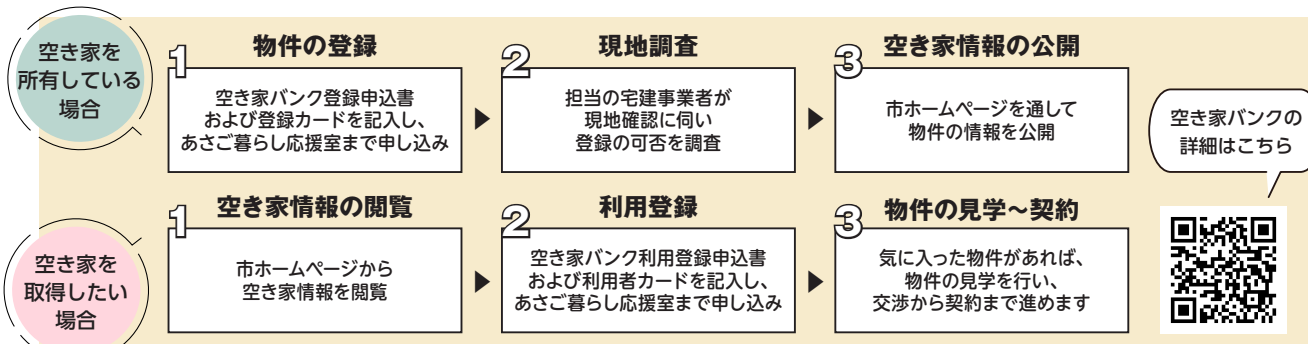 空き家を
所有している
場合
1
物件の登録
空き家バンク登録申込書
および登録カードを記入し、
あさご暮らし応援室まで申し込み
▶
2
現地調査
担当の宅建事業者が
現地確認に伺い
登録の可否を調査
▶
3
空き家情報の公開
市ホームページを通して
物件の情報を公開
空き家バンクの
詳細はこちら
空き家を
取得したい
場合
1
空き家情報の閲覧
市ホームページから
空き家情報を閲覧
▶
2
利用登録
空き家バンク利用登録申込書
および利用者カードを記入し、
あさご暮らし応援室まで申し込み
▶
3
物件の見学~契約
気に入った物件があれば、
物件の見学を行い、
交渉から契約まで進めます